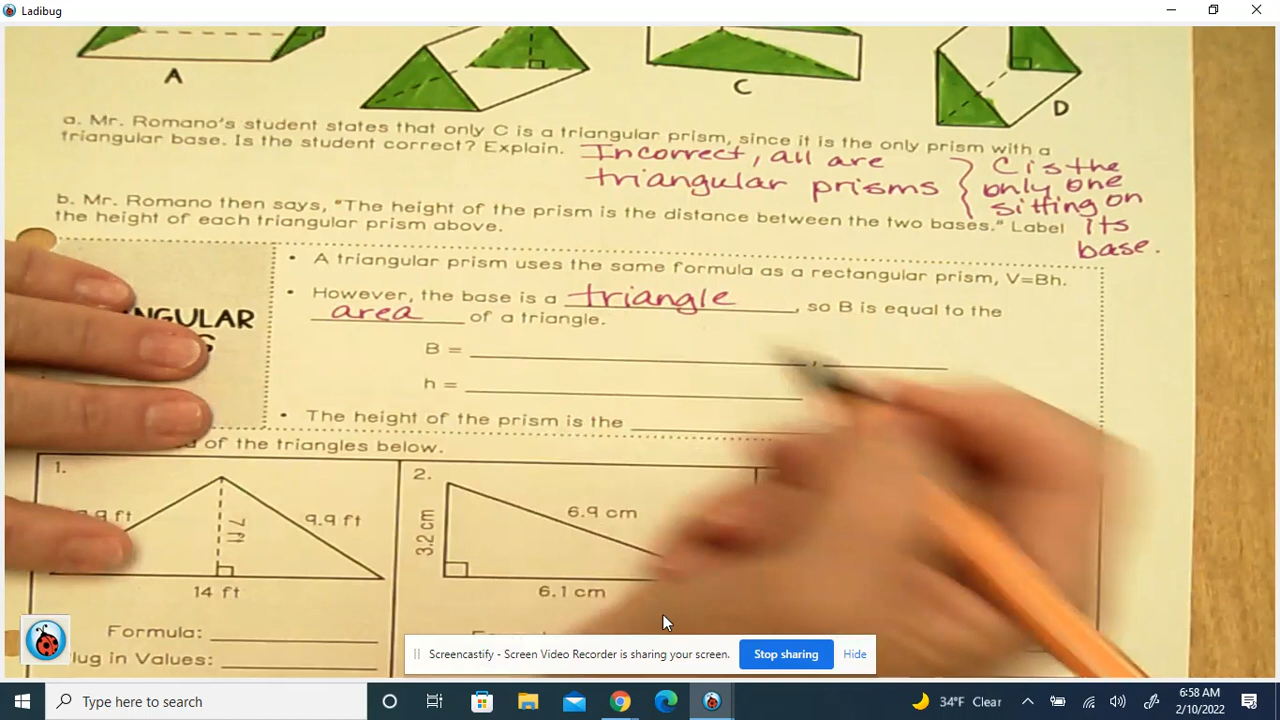 Ladibug
A
C
D
a. Mr. Romano's student states that only C is a triangular prism, since it is the only prism with a
triangular base. Is the student correct? Explain.
Incorrect, all are
triangular prisms
C is the
only one
sitting on
its
base.
b. Mr. Romano then says, "The height of the prism is the distance between the two bases." Label
the height of each triangular prism above.
• A triangular prism uses the same formula as a rectangular prism, V=Bh.
• However, the base is a triangle, so B is equal to the
area of a triangle.
B =
h =
• The height of the prism is the
of the triangles below.
1.
9.9 ft
7 ft
14 ft
Formula:
Plug in Values:
2.
3.2 cm
6.9 cm
6.1 cm
Screencastify - Screen Video Recorder is sharing your screen.
Stop sharing
Hide
Type here to search
34°F Clear
6:58 AM
2/10/2022